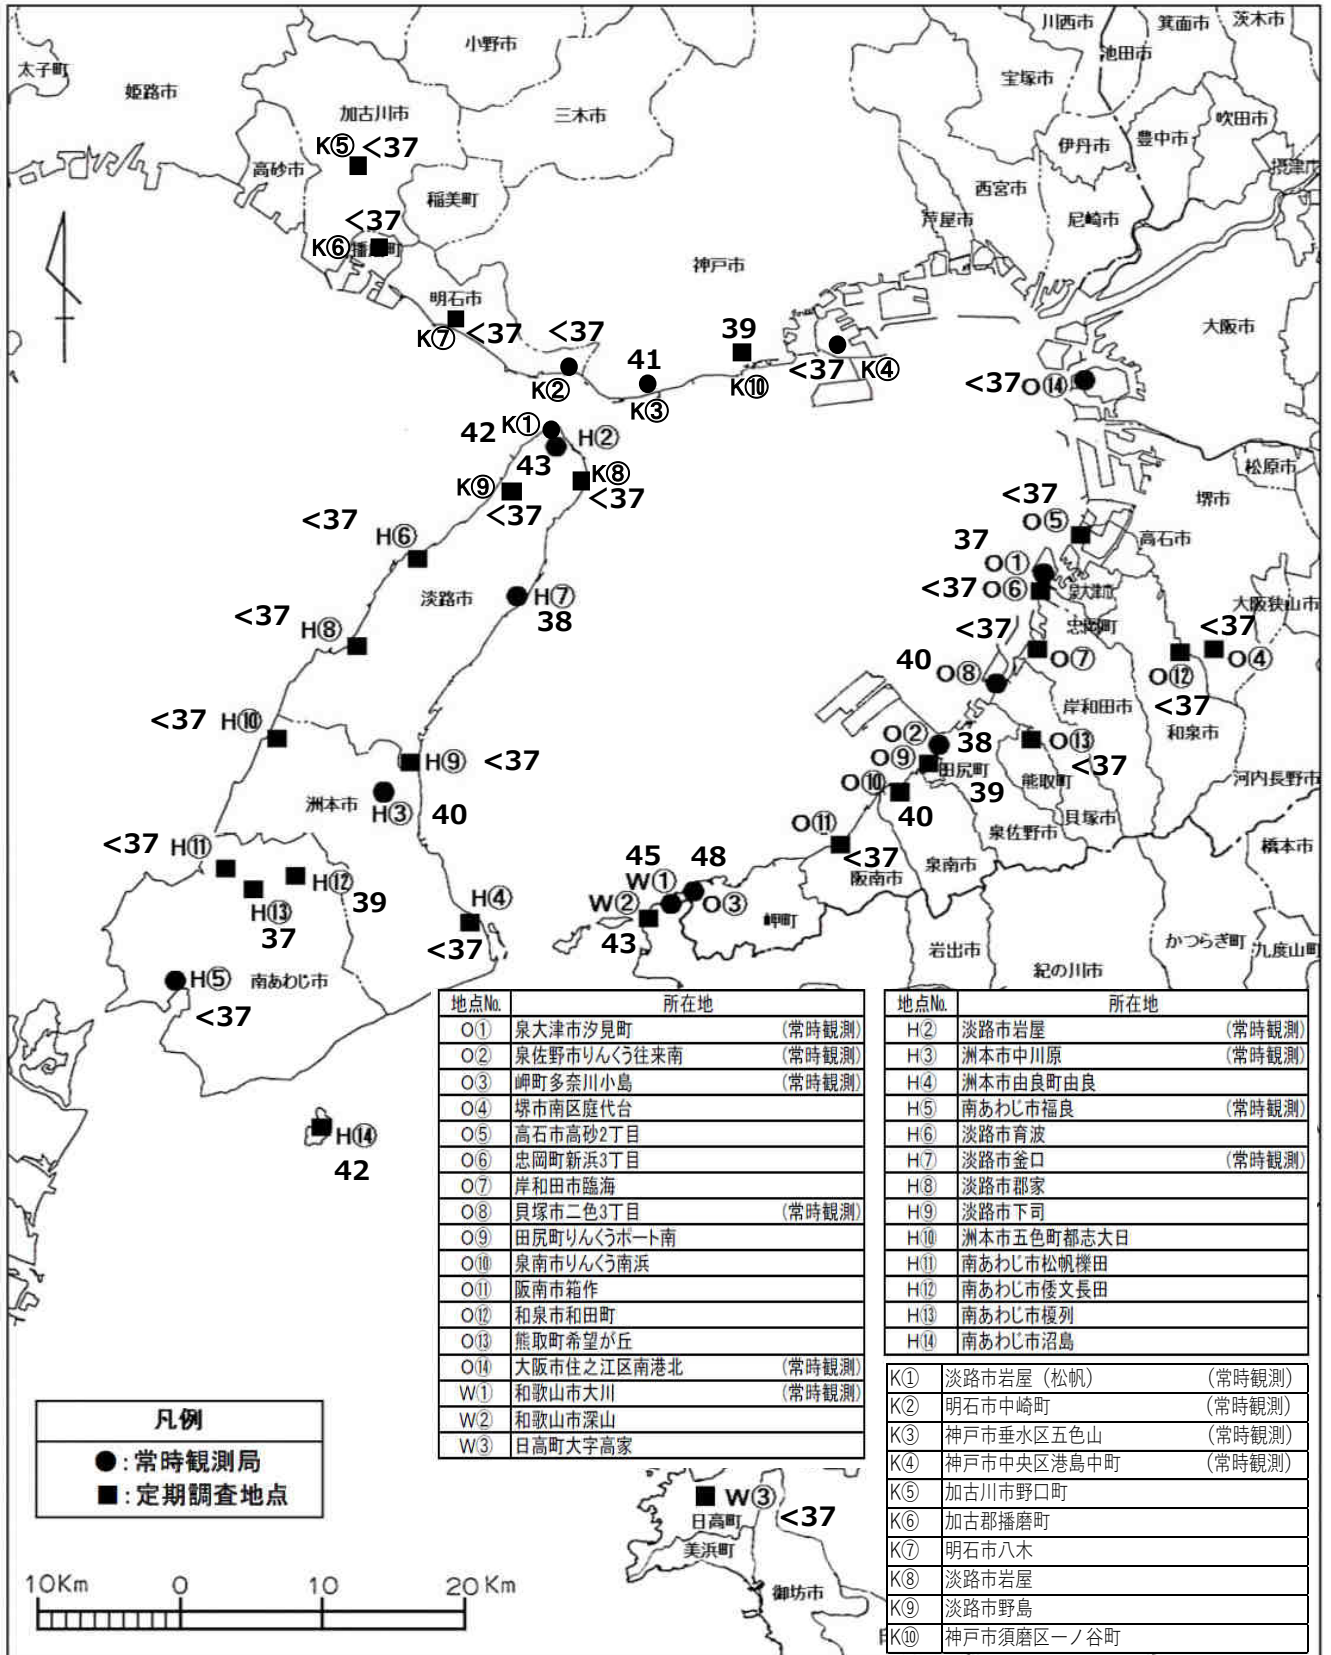 小野市
川西市
箕面市
茨木市
太子町
姫路市
池田市
宝塚市
加古川市
三木市
吹田市
伊丹市
豊中市
K⑤ <37
高砂市
摂津市
稲美町
西宮市
芦屋市
尼崎市
<37
K⑥
神戸市
明石市
K⑦
<37
<37
39
大阪市
41
<37
K④
K②
K⑩
<37
O⑭
K③
42
K①
H②
43
松原市
K⑨
K⑧
<37
<37
<37
堺市
<37
H⑥
O⑤
高石市
37
O①
<37
O⑥
泉大津市
淡路市
H⑦
38
<37
H⑧
<37
忠岡町
大阪狭山市
<37
O⑦
O④
40
O⑧
O⑫
<37
岸和田市
和泉市
<37
H⑩
O②
38
O⑬
<37
H⑨
<37
O⑨
田尻町
39
熊取町
河内長野市
O⑩
40
洲本市
H③
40
貝塚市
泉佐野市
O⑪
<37
橋本市
<37
H⑪
泉南市
阪南市
45
48
W①
H⑫
39
H⑬
37
H④
<37
W②
O③
43
岬町
かつらぎ町
九度山町
岩出市
紀の川市
H⑤
<37
南あわじ市
地点No. 所在地
O① 泉大津市汐見町 (常時観測)
O② 泉佐野市りんくう往来南 (常時観測)
O③ 岬町多奈川小島 (常時観測)
O④ 堺市南区庭代台
O⑤ 高石市高砂2丁目
O⑥ 忠岡町新浜3丁目
O⑦ 岸和田市臨海
O⑧ 貝塚市二色3丁目 (常時観測)
O⑨ 田尻町りんくうポート南
O⑩ 泉南市りんくう南浜
O⑪ 阪南市箱作
O⑫ 和泉市和田町
O⑬ 熊取町希望が丘
O⑭ 大阪市住之江区南港北 (常時観測)
W① 和歌山市大川 (常時観測)
W② 和歌山市深山
W③ 日高町大字高家
地点No. 所在地
H② 淡路市岩屋 (常時観測)
H③ 洲本市中川原 (常時観測)
H④ 洲本市由良町由良
H⑤ 南あわじ市福良 (常時観測)
H⑥ 淡路市育波
H⑦ 淡路市釜口 (常時観測)
H⑧ 淡路市郡家
H⑨ 淡路市下司
H⑩ 洲本市五色町都志大日
H⑪ 南あわじ市松帆檪田
H⑫ 南あわじ市倭文長田
H⑬ 南あわじ市榎列
H⑭ 南あわじ市沼島
K① 淡路市岩屋（松帆） (常時観測)
K② 明石市中崎町 (常時観測)
K③ 神戸市垂水区五色山 (常時観測)
K④ 神戸市中央区港島中町 (常時観測)
K⑤ 加古川市野口町
K⑥ 加古郡播磨町
K⑦ 明石市八木
K⑧ 淡路市岩屋
K⑨ 淡路市野島
K⑩ 神戸市須磨区一ノ谷町
H⑭
42
凡例
●：常時観測局
■：定期調査地点
W③
<37
日高町
美浜町
御坊市
10Km 0 10 20Km